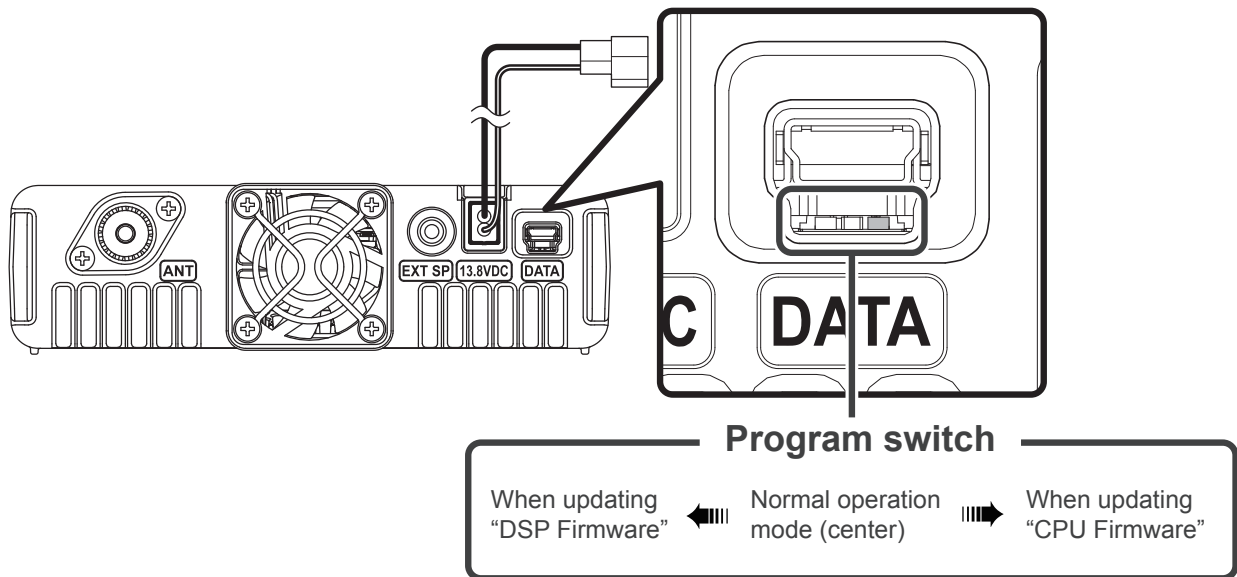 ANT
EXT SP
13.8VDC
DATA
C
DATA
Program switch
When updating
“DSP Firmware”
Normal operation
mode (center)
When updating
“CPU Firmware”